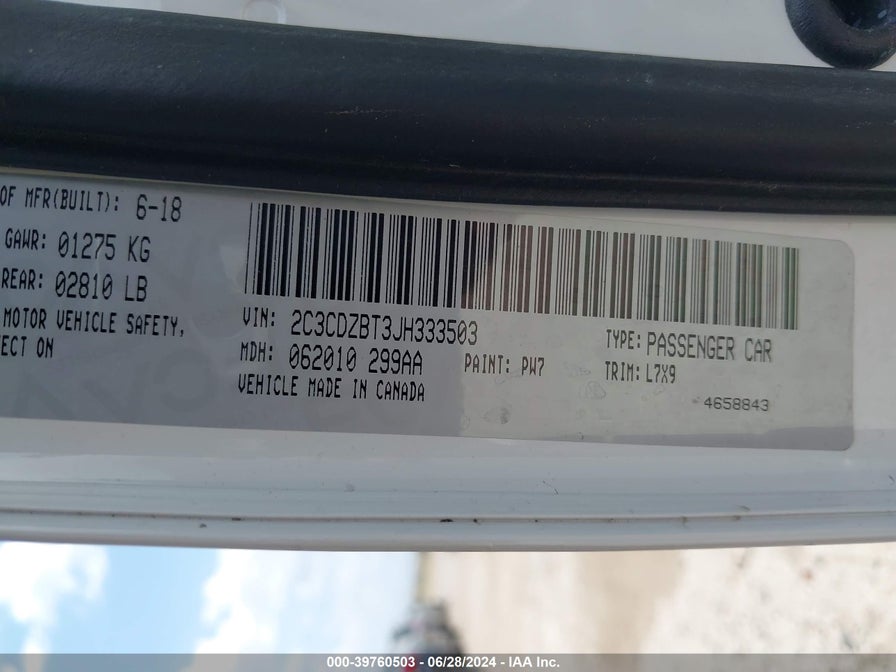 OF MFR(BUILT): 6-18
GAWR: 01275 KG
REAR: 02810 LB
MOTOR VEHICLE SAFETY,
ECT ON
VIN: 2C3CDZBT3JH333503
MDH: 062010 299AA
PAINT: PW7
VEHICLE MADE IN CANADA
TYPE: PASSENGER CAR
TRIM: L7X9
4658843
000-39760503 - 06/28/2024 - IAA Inc.